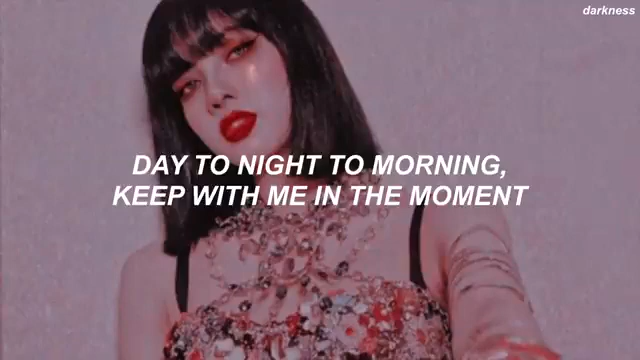 darkness
DAY TO NIGHT TO MORNING,
KEEP WITH ME IN THE MOMENT